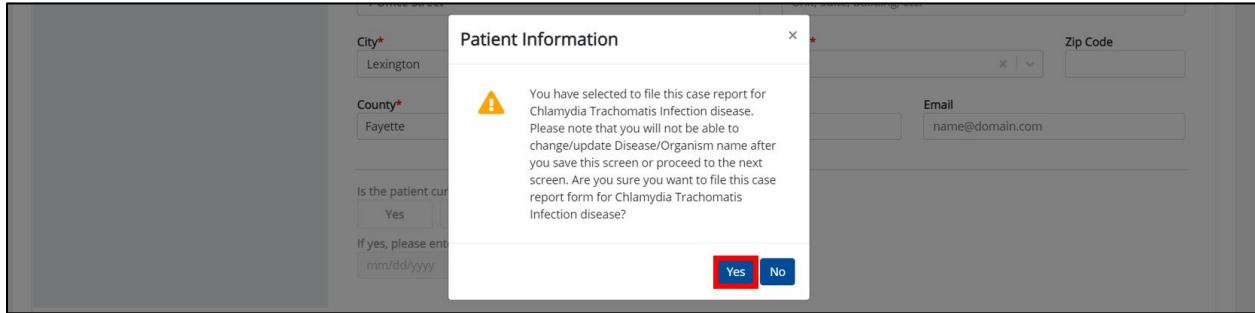 Patient Information
×
City*
*
Zip Code
Lexington
You have selected to file this case report for
Chlamydia Trachomatis Infection disease.
Please note that you will not be able to
change/update Disease/Organism name after
you save this screen or proceed to the next
screen. Are you sure you want to file this case
report form for Chlamydia Trachomatis
Infection disease?
County*
Email
Fayette
name@domain.com
Is the patient cur
Yes
If yes, please ent
mm/dd/yyyy
Yes No